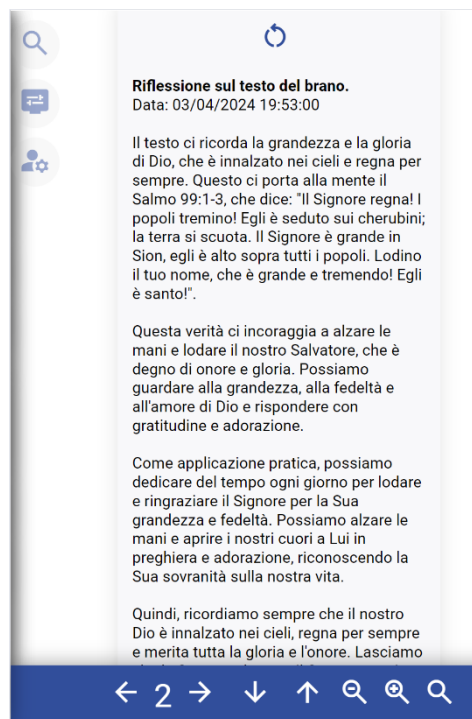 Riflessione sul testo del brano.
Data: 03/04/2024 19:53:00
Il testo ci ricorda la grandezza e la gloria
di Dio, che è innalzato nei cieli e regna per
sempre. Questo ci porta alla mente il
Salmo 99:1-3, che dice: "Il Signore regna! I
popoli tremino! Egli è seduto sui cherubini;
la terra si scuota. Il Signore è grande in
Sion, egli è alto sopra tutti i popoli. Lodino
il tuo nome, che è grande e tremendo! Egli
è santo!".
Questa verità ci incoraggia a alzare le
mani e lodare il nostro Salvatore, che è
degno di onore e gloria. Possiamo
guardare alla grandezza, alla fedeltà e
all'amore di Dio e rispondere con
gratitudine e adorazione.
Come applicazione pratica, possiamo
dedicare del tempo ogni giorno per lodare
e ringraziare il Signore per la Sua
grandezza e fedeltà. Possiamo alzare le
mani e aprire i nostri cuori a Lui in
preghiera e adorazione, riconoscendo la
Sua sovranità sulla nostra vita.
Quindi, ricordiamo sempre che il nostro
Dio è innalzato nei cieli, regna per sempre
e merita tutta la gloria e l'onore. Lasciamo
2